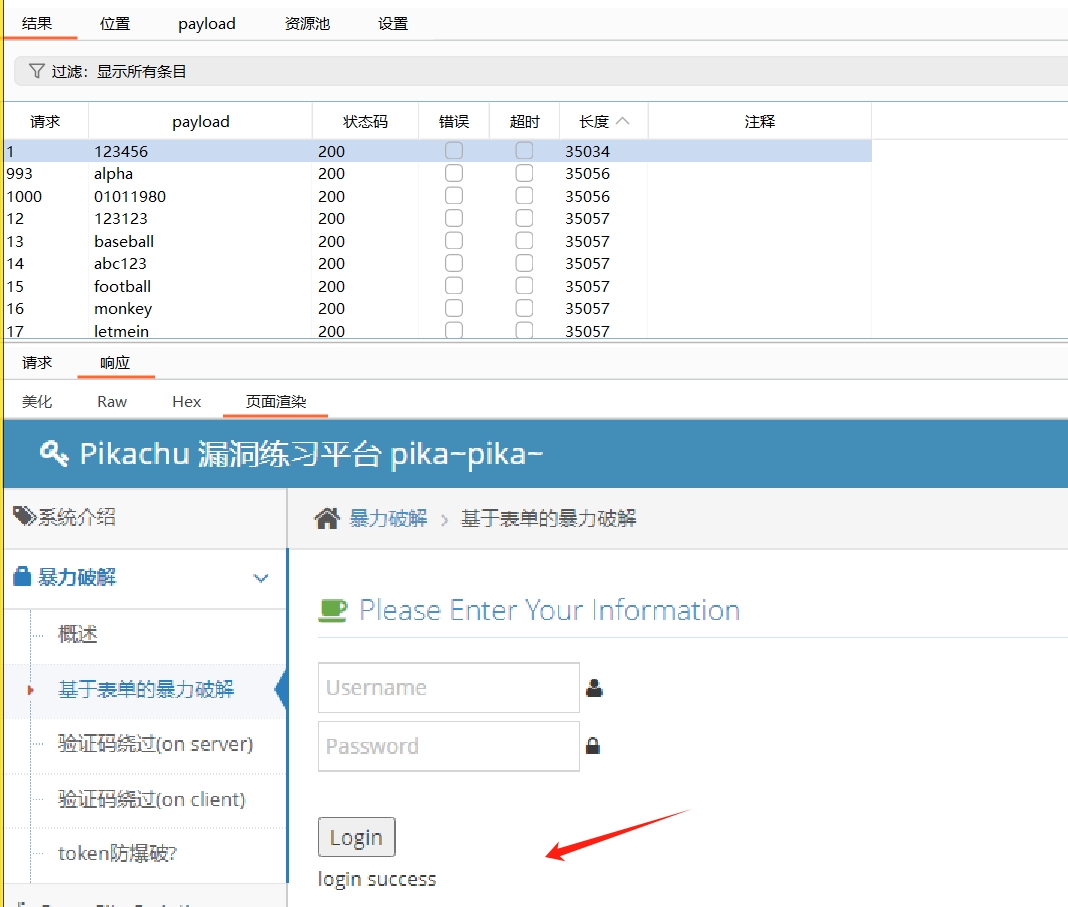 结果 位置 payload 资源池 设置
过滤：显示所有条目
请求 payload 状态码 错误 超时 长度 注释
1 123456 200 35034
993 alpha 200 35056
1000 01011980 200 35056
12 123123 200 35057
13 baseball 200 35057
14 abc123 200 35057
15 football 200 35057
16 monkey 200 35057
17 letmein 200 35057
请求 响应
美化 Raw Hex 页面渲染
Pikachu 漏洞练习平台 pika~pika~
系统介绍
暴力破解 > 基于表单的暴力破解
暴力破解
概述
基于表单的暴力破解
验证码绕过(on server)
验证码绕过(on client)
token防爆破?
Please Enter Your Information
Username
Password
Login
login success